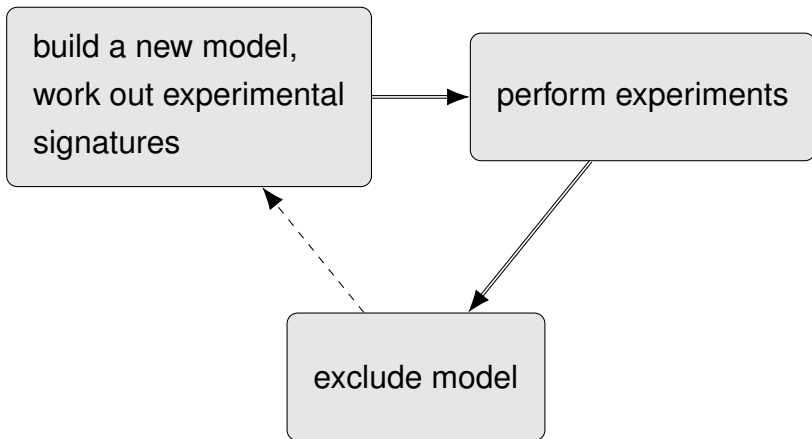 build a new model,
work out experimental
signatures
perform experiments
exclude model